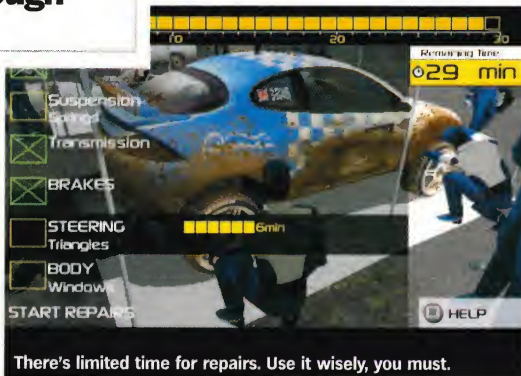 ough
10 20 30
Remaining Time
29 min
Suspension
Springs
Transmission
BRAKES
STEERING 6min
Triangles
BODY
Windows
START REPAIRS
HELP
There's limited time for repairs. Use it wisely, you must.